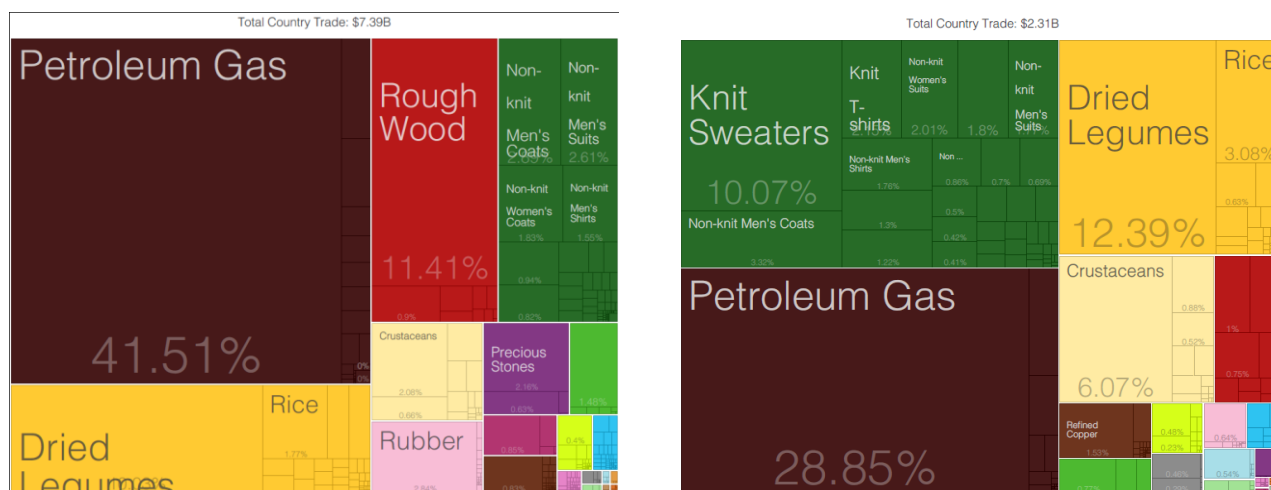 Total Country Trade: $7.39B
Petroleum Gas
41.51%
0%
0%
Rough
Wood
11.41%
0.9%
Non-
knit
Men's
Coats
Non-
knit
Men's
Suits
2.61%
Non-knit
Women's
Coats
1.83%
Non-knit
Men's
Shirts
1.55%
0.94%
0.82%
Crustaceans
2.08%
0.66%
Precious
Stones
2.16%
0.63%
1.48%
Rice
1.77%
Dried
Legumes
Rubber
2.84%
0.85%
0.4%
0.83%
Total Country Trade: $2.31B
Knit
Sweaters
10.07%
Non-knit Men's Coats
3.32%
Knit
T-
shirts
Non-knit
Women's
Suits
2.01%
1.8%
Non-
knit
Men's
Suits
Non-knit Men's
Shirts
1.76%
1.3%
1.22%
Non ...
0.86%
0.7%
0.69%
0.5%
0.42%
0.41%
Petroleum Gas
28.85%
Dried
Legumes
12.39%
Rice
3.08%
0.63%
Crustaceans
6.07%
0.88%
0.52%
1%
0.75%
Refined
Copper
1.53%
0.48%
0.23%
0.64%
0.46%
0.54%
0.77%